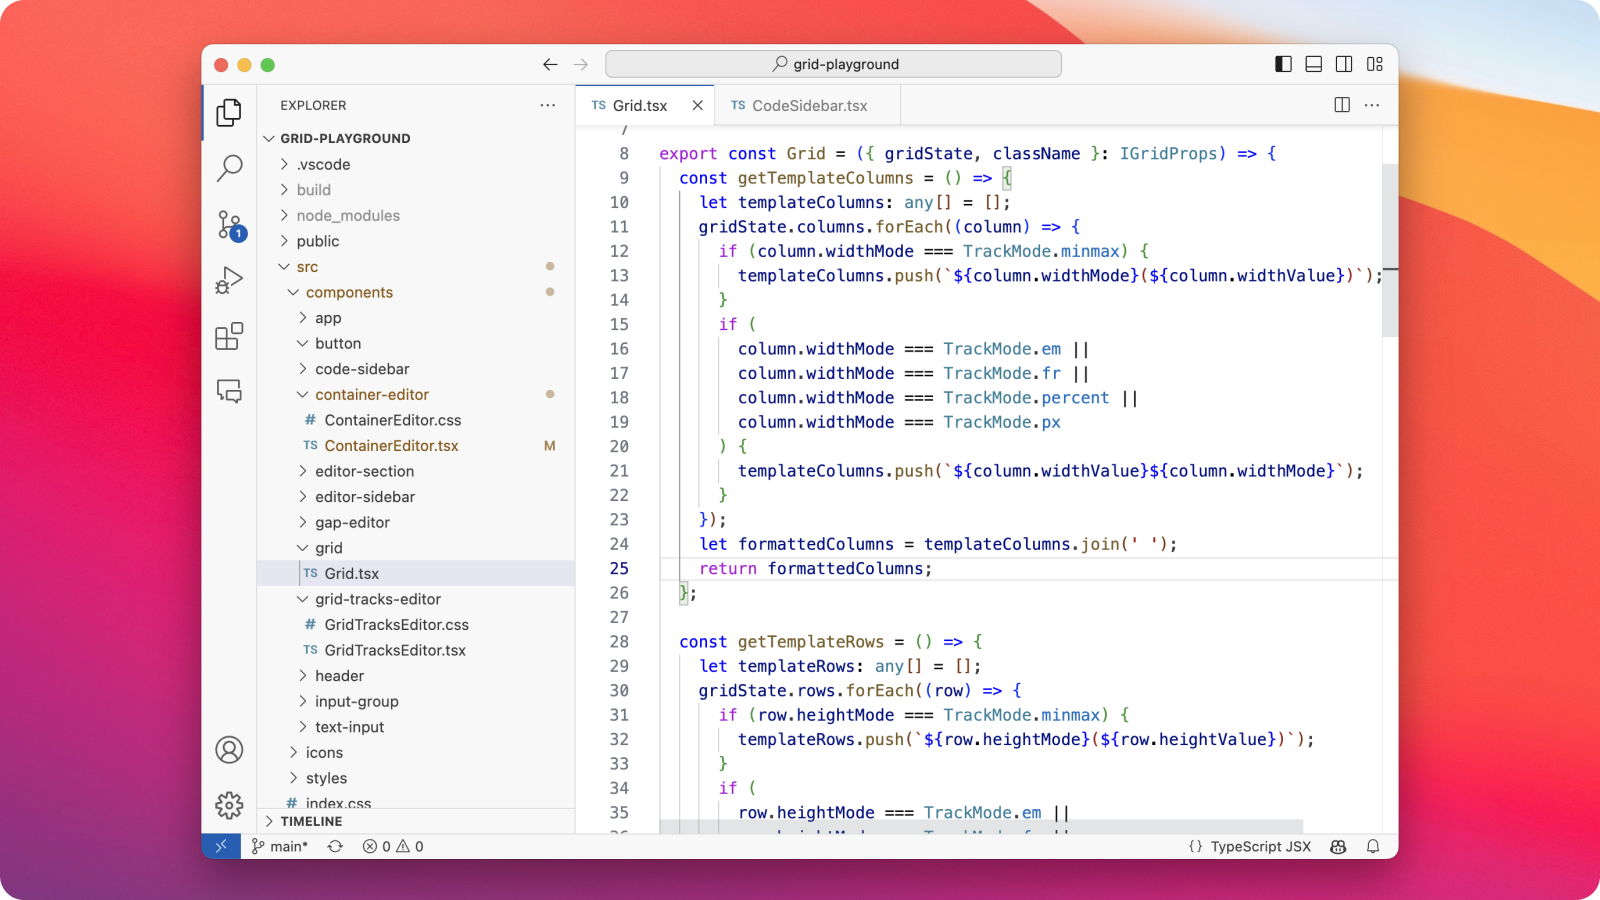 grid-playground
EXPLORER
GRID-PLAYGROUND
.vscode
build
node_modules
public
src
components
app
button
code-sidebar
container-editor
# ContainerEditor.css
TS ContainerEditor.tsx M
editor-section
editor-sidebar
gap-editor
grid
TS Grid.tsx
grid-tracks-editor
# GridTracksEditor.css
TS GridTracksEditor.tsx
header
input-group
text-input
icons
styles
# index.css
TIMELINE
1
TS Grid.tsx
TS CodeSidebar.tsx
7
8 export const Grid = ({ gridState, className }: IGridProps) => {
9 const getTemplateColumns = () => {
10 let templateColumns: any[] = [];
11 gridState.columns.forEach((column) => {
12 if (column.widthMode === TrackMode.minmax) {
13 templateColumns.push(`${column.widthMode}(${column.widthValue})`);
14 }
15 if (
16 column.widthMode === TrackMode.em ||
17 column.widthMode === TrackMode.fr ||
18 column.widthMode === TrackMode.percent ||
19 column.widthMode === TrackMode.px
20 ) {
21 templateColumns.push(`${column.widthValue}${column.widthMode}`);
22 }
23 });
24 let formattedColumns = templateColumns.join(' ');
25 return formattedColumns;
26 };
27
28 const getTemplateRows = () => {
29 let templateRows: any[] = [];
30 gridState.rows.forEach((row) => {
31 if (row.heightMode === TrackMode.minmax) {
32 templateRows.push(`${row.heightMode}(${row.heightValue})`);
33 }
34 if (
35 row.heightMode === TrackMode.em ||
main* 0 0 {} TypeScript JSX